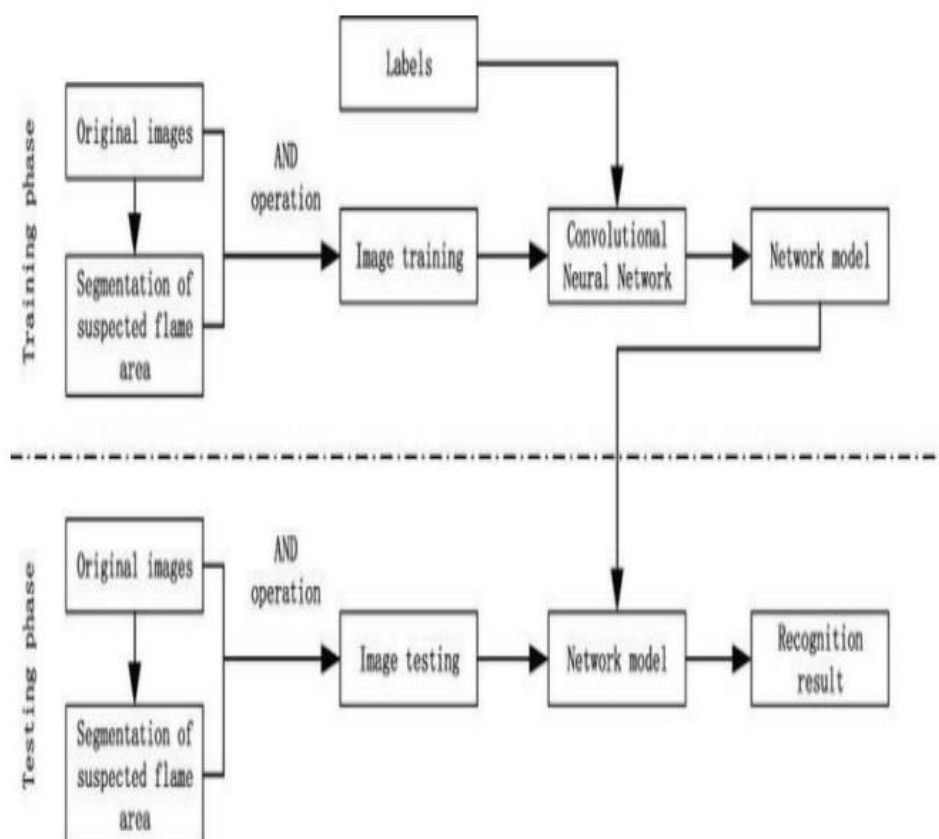 Training phase
Labels
Original images
AND
operation
Segmentation of
suspected flame
area
Image training
Convolutional
Neural Network
Network model
Testing phase
Original images
AND
operation
Segmentation of
suspected flame
area
Image testing
Network model
Recognition
result